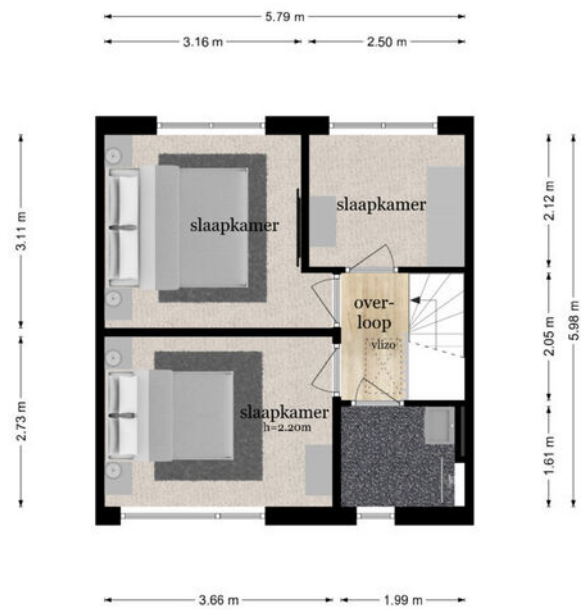 5.79 m
3.16 m
2.50 m
3.11 m
2.73 m
2.12 m
2.05 m
1.61 m
5.98 m
slaapkamer
slaapkamer
over-
loop
vlizo
slaapkamer
h=2.20m
3.66 m
1.99 m